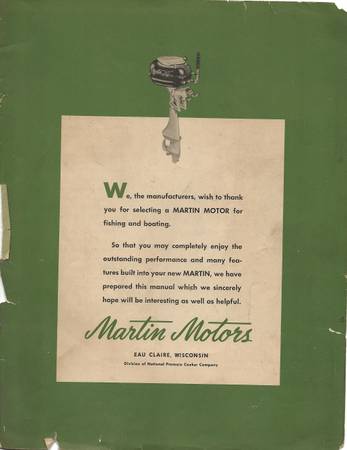 We, the manufacturers, wish to thank
you for selecting a MARTIN MOTOR for
fishing and boating.
So that you may completely enjoy the
outstanding performance and many fea-
tures built into your new MARTIN, we have
prepared this manual which we sincerely
hope will be interesting as well as helpful.
Martin Motors
EAU CLAIRE, WISCONSIN
Division of National Pressure Cooker Company